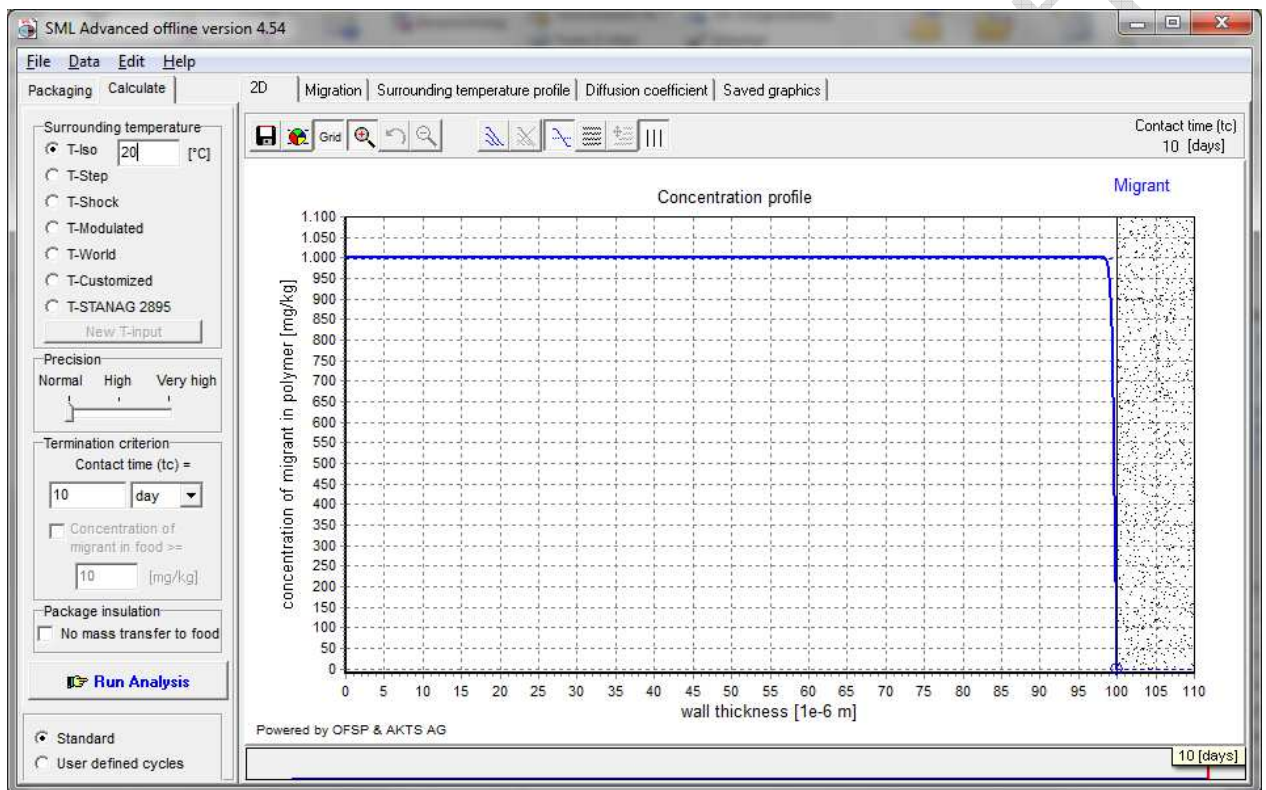 SML Advanced offline version 4.54
File Data Edit Help
Packaging Calculate
2D Migration Surrounding temperature profile Diffusion coefficient Saved graphics
Surrounding temperature
T-Iso 20 [°C]
T-Step
T-Shock
T-Modulated
T-World
T-Customized
T-STANAG 2895
New T-input
Precision
Normal High Very high
Termination criterion
Contact time (tc) =
10 day
Concentration of
migrant in food >=
10 [mg/kg]
Package insulation
No mass transfer to food
Run Analysis
Standard
User defined cycles
Grid
Contact time (tc)
10 [days]
Migrant
Concentration profile
concentration of migrant in polymer [mg/kg]
1.100
1.050
1.000
950
900
850
800
750
700
650
600
550
500
450
400
350
300
250
200
150
100
50
0
0 5 10 15 20 25 30 35 40 45 50 55 60 65 70 75 80 85 90 95 100 105 110
wall thickness [1e-6 m]
Powered by OFSP & AKTS AG
10 [days]